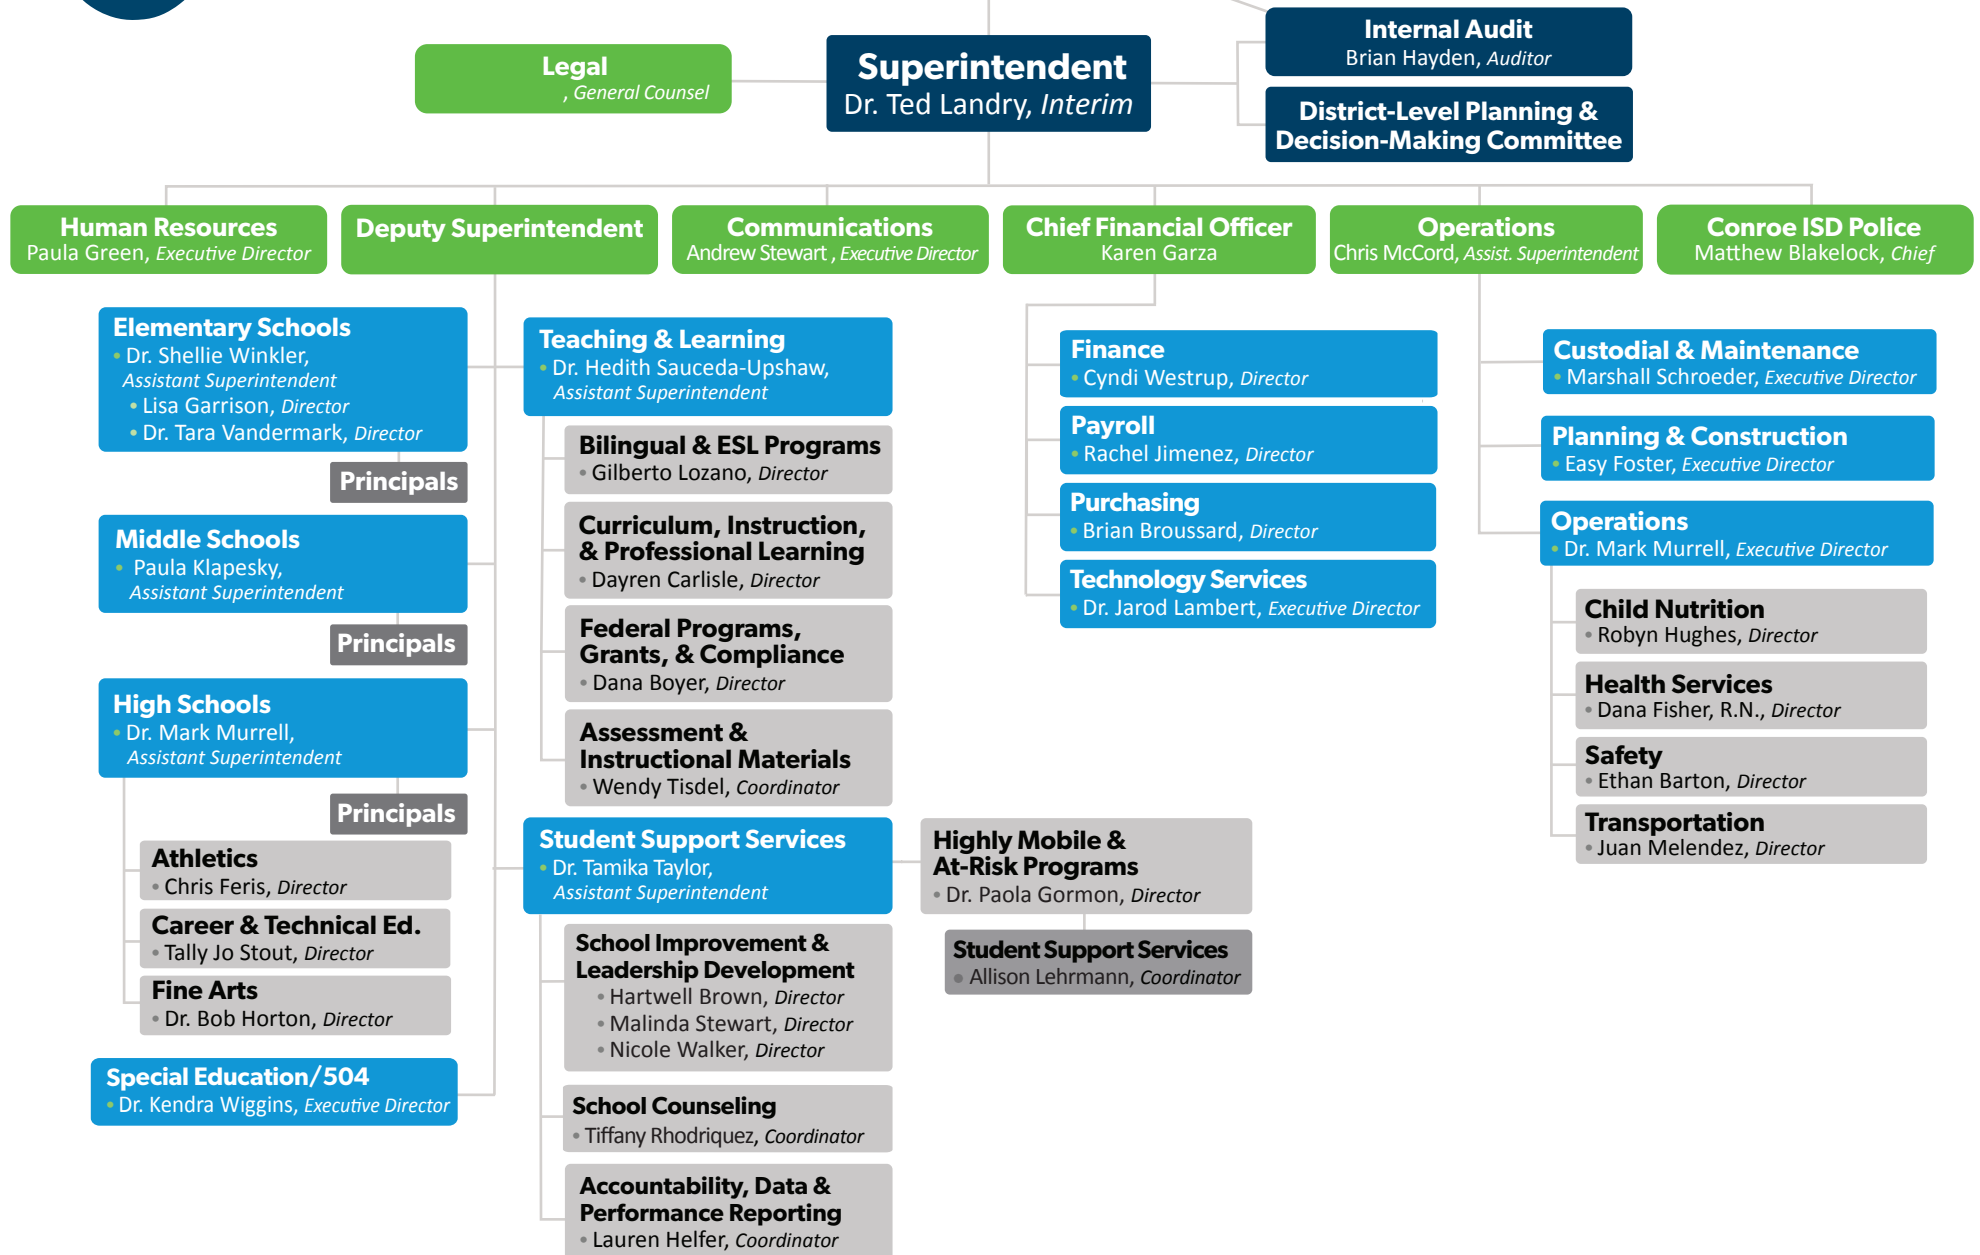 Internal Audit
Brian Hayden, Auditor
Legal
, General Counsel
Superintendent
Dr. Ted Landry, Interim
District-Level Planning &
Decision-Making Committee
Human Resources
Paula Green, Executive Director
Deputy Superintendent
Communications
Andrew Stewart , Executive Director
Chief Financial Officer
Karen Garza
Operations
Chris McCord, Assist. Superintendent
Conroe ISD Police
Matthew Blakelock, Chief
Elementary Schools
• Dr. Shellie Winkler,
Assistant Superintendent
• Lisa Garrison, Director
• Dr. Tara Vandermark, Director
Principals
Middle Schools
• Paula Klapesky,
Assistant Superintendent
Principals
High Schools
• Dr. Mark Murrell,
Assistant Superintendent
Principals
Athletics
• Chris Feris, Director
Career & Technical Ed.
• Tally Jo Stout, Director
Fine Arts
• Dr. Bob Horton, Director
Special Education/504
• Dr. Kendra Wiggins, Executive Director
Teaching & Learning
• Dr. Hedith Sauceda-Upshaw,
Assistant Superintendent
Bilingual & ESL Programs
• Gilberto Lozano, Director
Curriculum, Instruction,
& Professional Learning
• Dayren Carlisle, Director
Federal Programs,
Grants, & Compliance
• Dana Boyer, Director
Assessment &
Instructional Materials
• Wendy Tisdel, Coordinator
Student Support Services
• Dr. Tamika Taylor,
Assistant Superintendent
School Improvement &
Leadership Development
• Hartwell Brown, Director
• Malinda Stewart, Director
• Nicole Walker, Director
School Counseling
• Tiffany Rhodriquez, Coordinator
Accountability, Data &
Performance Reporting
• Lauren Helfer, Coordinator
Highly Mobile &
At-Risk Programs
• Dr. Paola Gormon, Director
Student Support Services
• Allison Lehrmann, Coordinator
Finance
• Cyndi Westrup, Director
Payroll
• Rachel Jimenez, Director
Purchasing
• Brian Broussard, Director
Technology Services
• Dr. Jarod Lambert, Executive Director
Custodial & Maintenance
• Marshall Schroeder, Executive Director
Planning & Construction
• Easy Foster, Executive Director
Operations
• Dr. Mark Murrell, Executive Director
Child Nutrition
• Robyn Hughes, Director
Health Services
• Dana Fisher, R.N., Director
Safety
• Ethan Barton, Director
Transportation
• Juan Melendez, Director